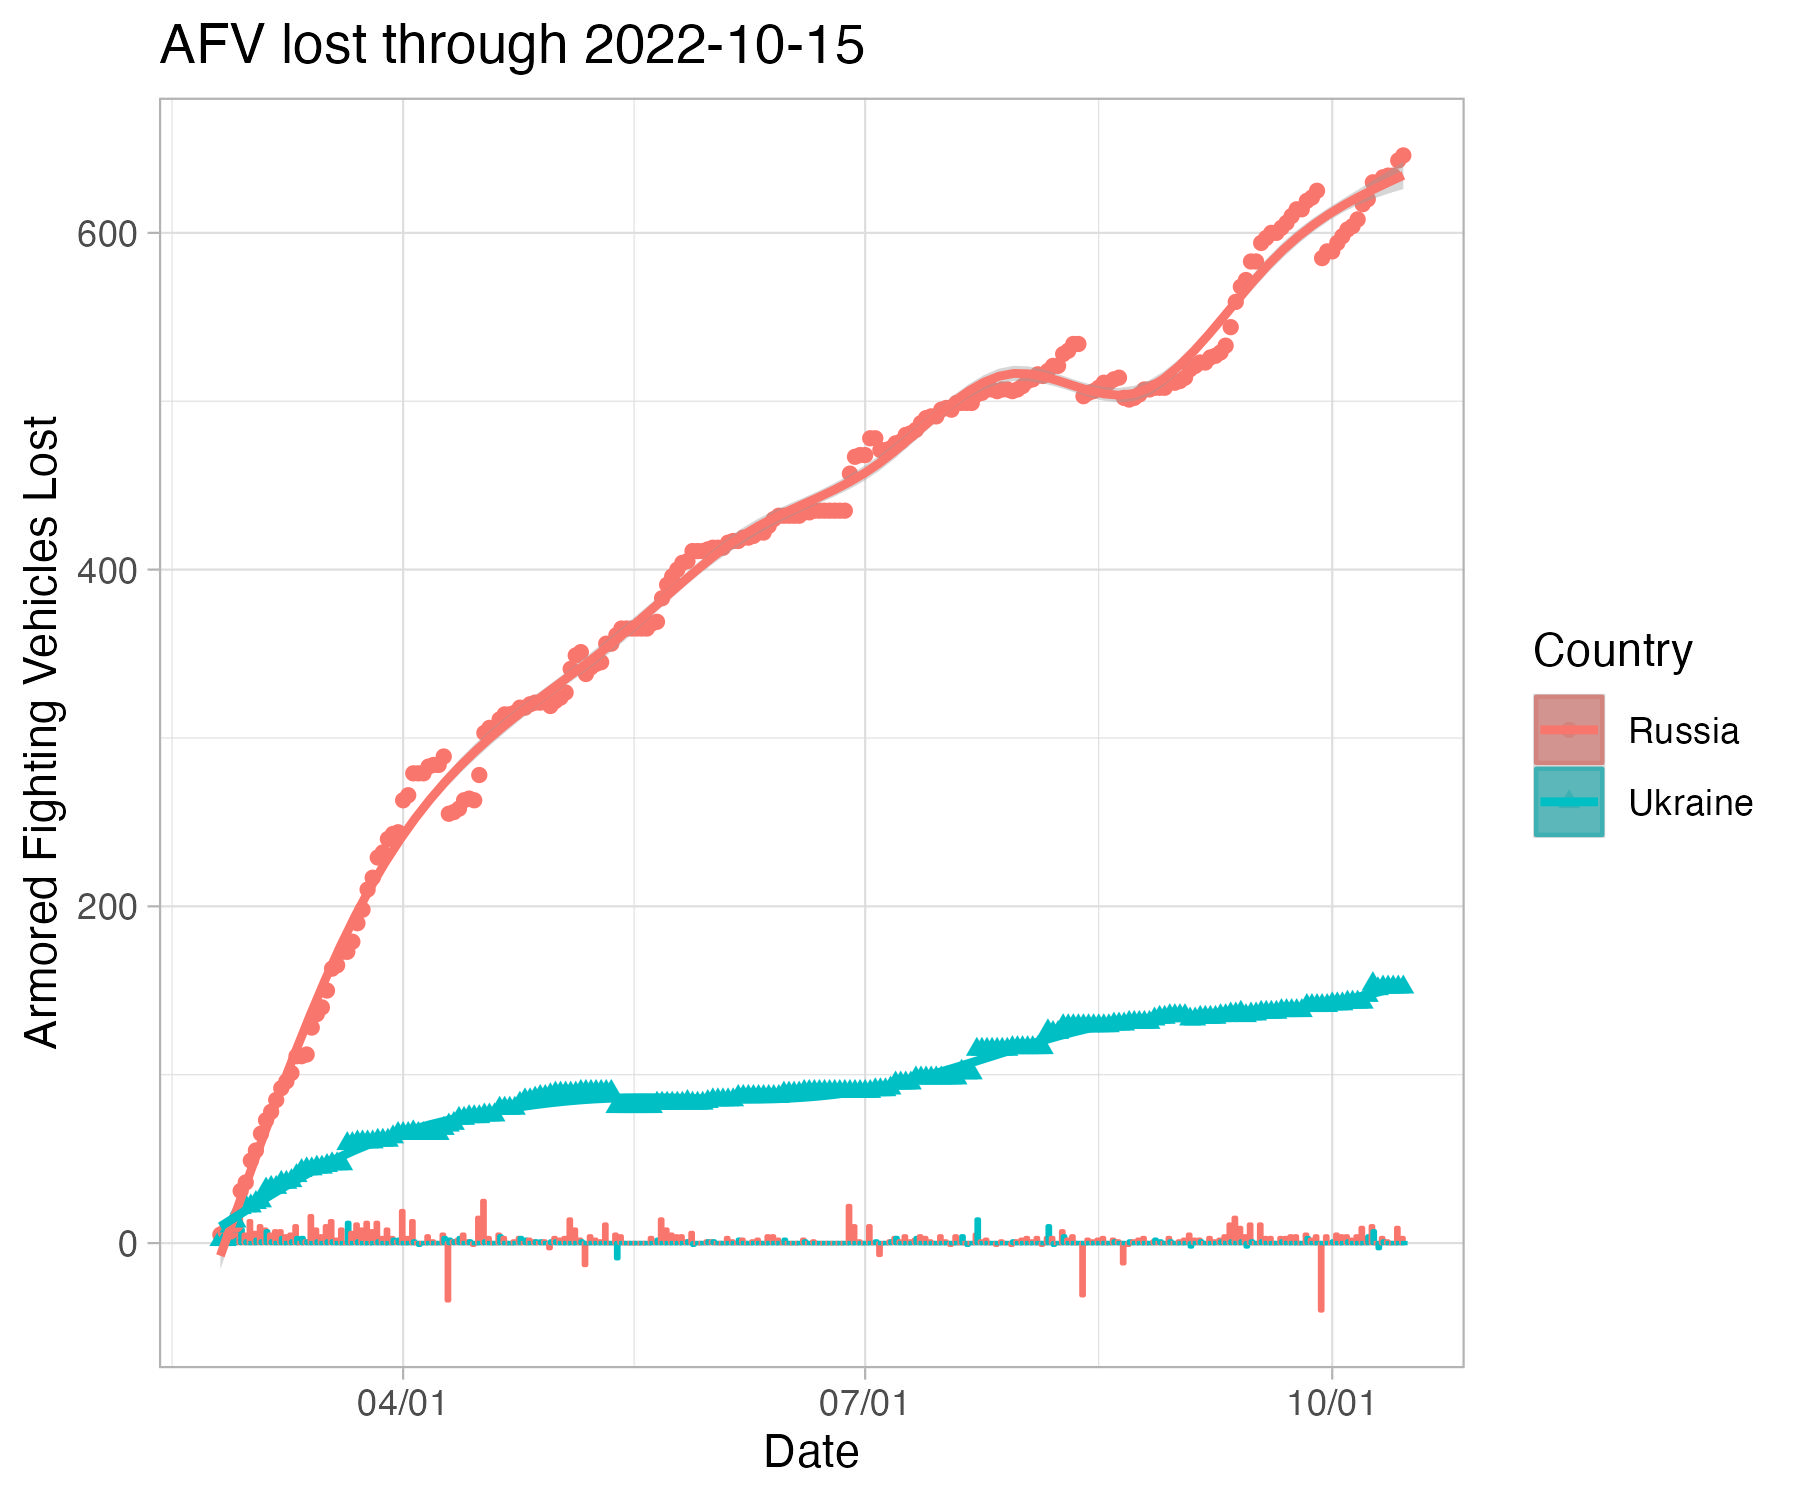 AFV lost through 2022-10-15
Armored Fighting Vehicles Lost
600
400
200
0
04/01
07/01
10/01
Date
Country
Russia
Ukraine